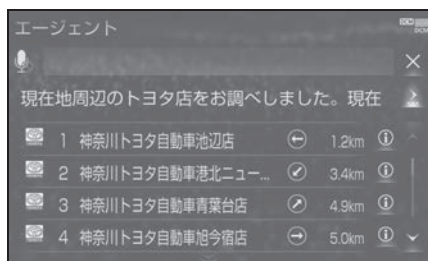 エージェント
現在地周辺のトヨタ店をお調べしました。現在
1 神奈川トヨタ自動車池辺店 1.2km
2 神奈川トヨタ自動車港北ニュー... 3.4km
3 神奈川トヨタ自動車青葉台店 4.9km
4 神奈川トヨタ自動車旭今宿店 5.0km